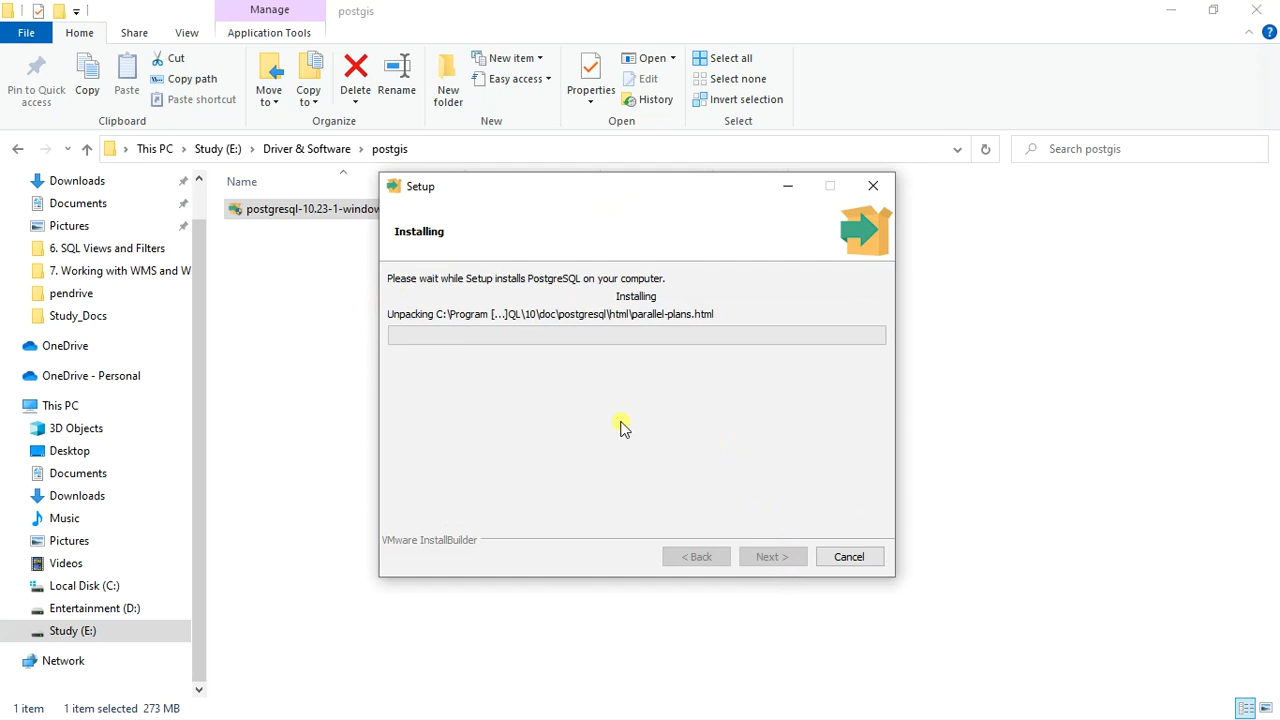 Manage
postgis
File
Home
Share
View
Application Tools
Pin to Quick access
Copy
Paste
Cut
Copy path
Paste shortcut
Clipboard
Move to
Copy to
Delete
Rename
Organize
New folder
New item
Easy access
New
Properties
Open
Edit
History
Open
Select all
Select none
Invert selection
Select
This PC
Study (E:)
Driver & Software
postgis
Search postgis
Downloads
Documents
Pictures
6. SQL Views and Filters
7. Working with WMS and W
pendrive
Study_Docs
OneDrive
OneDrive - Personal
This PC
3D Objects
Desktop
Documents
Downloads
Music
Pictures
Videos
Local Disk (C:)
Entertainment (D:)
Study (E:)
Network
Name
postgresql-10.23-1-window
Setup
Installing
Please wait while Setup installs PostgreSQL on your computer.
Installing
Unpacking C:\Program [...]QL\10\doc\postgresql\html\parallel-plans.html
VMware InstallBuilder
< Back
Next >
Cancel
1 item
1 item selected 273 MB